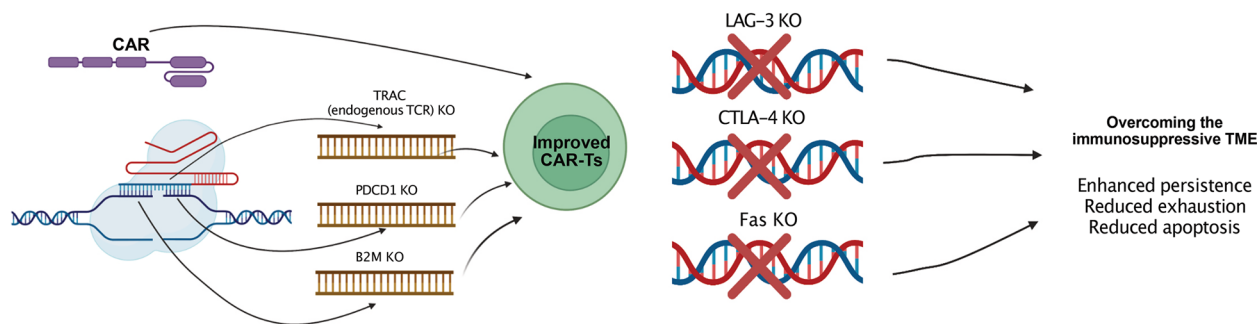 CAR
TRAC
(endogenous TCR) KO
PDCD1 KO
B2M KO
Improved
CAR-Ts
LAG-3 KO
CTLA-4 KO
Fas KO
Overcoming the
immunosuppressive TME
Enhanced persistence
Reduced exhaustion
Reduced apoptosis